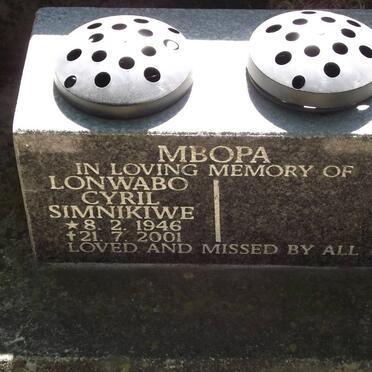 MBOPA
IN LOVING MEMORY OF
LONWABO
CYRIL
SIMNIKIWE
★8. 2. 1946
✝21. 7. 2001
LOVED AND MISSED BY ALL